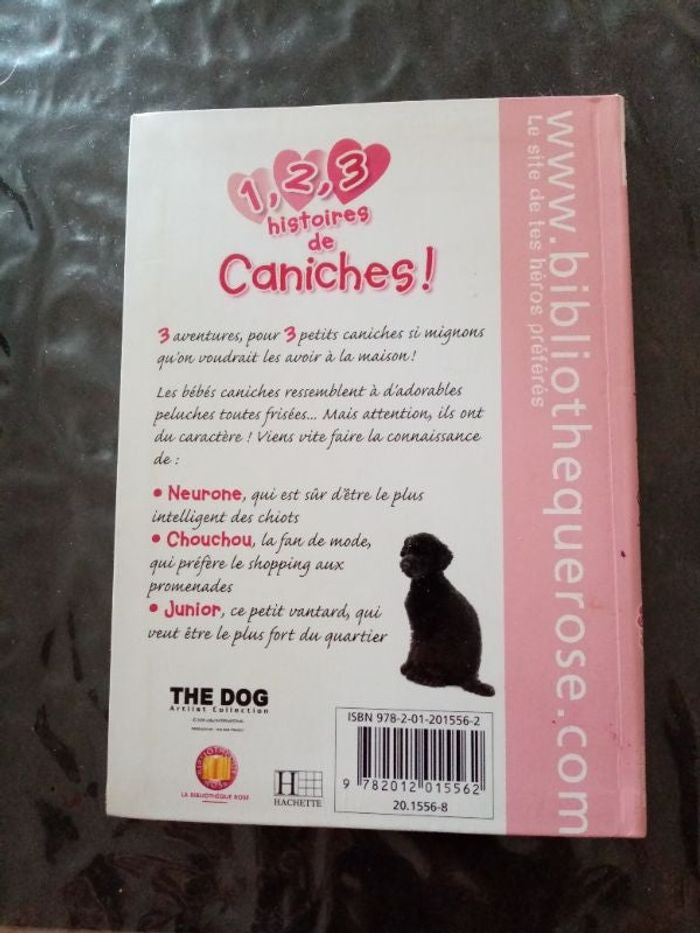 1, 2, 3
histoires
de
Caniches !
3 aventures, pour 3 petits caniches si mignons
qu'on voudrait les avoir à la maison !
Les bébés caniches ressemblent à d'adorables
peluches toutes frisées... Mais attention, ils ont
du caractère ! Viens vite faire la connaissance
de :
• Neurone, qui est sûr d'être le plus
intelligent des chiots
• Chouchou, la fan de mode,
qui préfère le shopping aux
promenades
• Junior, ce petit vantard, qui
veut être le plus fort du quartier
THE DOG
Artlist Collection
BIBLIOTHÈQUE
ROSE
LA BIBLIOTHÈQUE ROSE
H
HACHETTE
ISBN 978-2-01-201556-2
9 782012 015562
20.1556-8
www.bibliothequerose.com
Le site de tes héros préférés